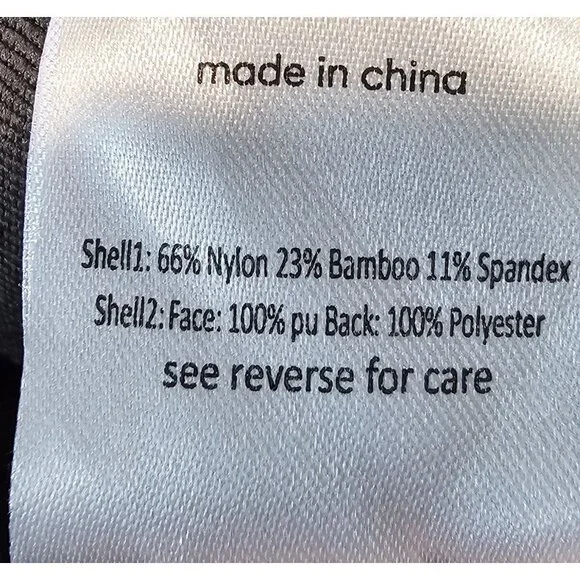 made in china
Shell1: 66% Nylon 23% Bamboo 11% Spandex
Shell2: Face: 100% pu Back: 100% Polyester
see reverse for care